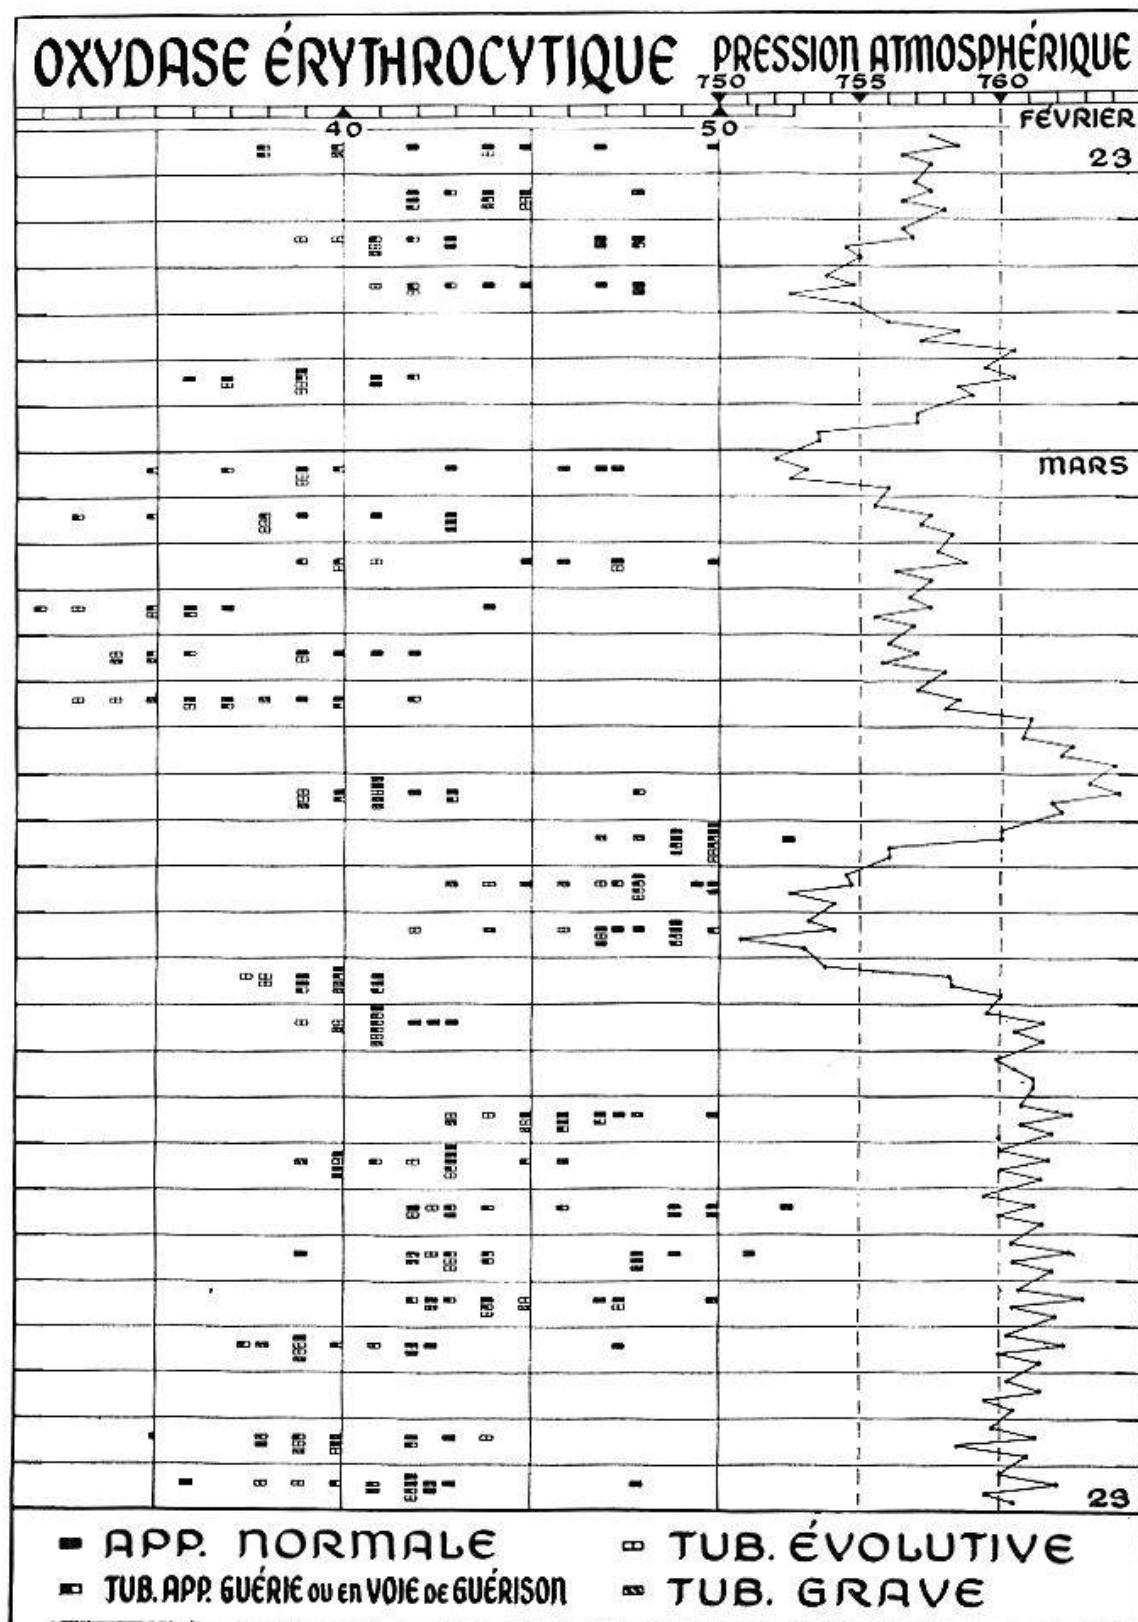 OXYDASE ÉRYTHROCYTIQUE PRESSION ATMOSPHÉRIQUE
750 755 760
40 50 FÉVRIER
23
MARS
23
APP. NORMALE TUB. ÉVOLUTIVE
TUB. APP. GUÉRIE OU EN VOIE DE GUÉRISON TUB. GRAVE